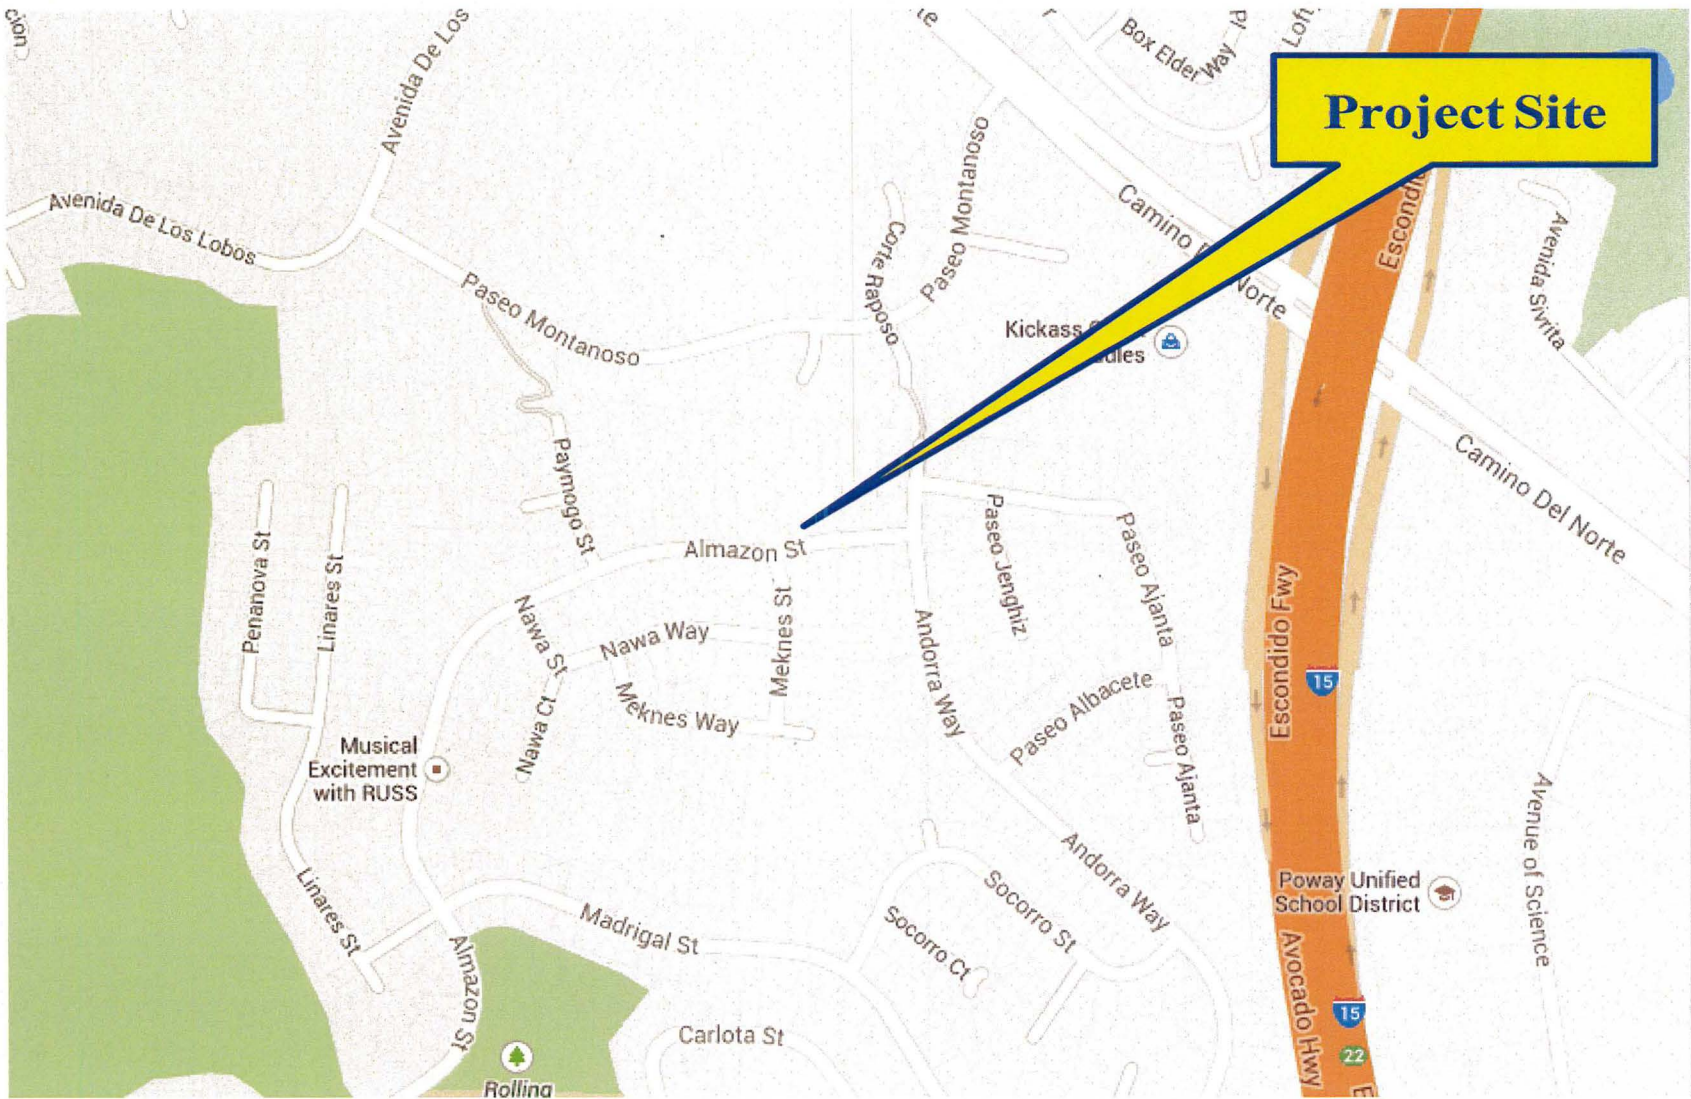 Avenida De Los
Box Elder Way
Project Site
Avenida De Los Lobos
Paseo Montanoso
Corte Raposo
Paseo Montanoso
Camino
Norte
Escondi
Avenida Sivrita
Kickass
dles
Paymogo St
Camino Del Norte
Penanova St
Linares St
Almazon St
Paseo Jenghiz
Paseo Ajanta
Nawa St
Nawa Way
Meknes St
Andorra Way
Escondido Fwy
15
Meknes Way
Nawa Ct
Paseo Albacete
Paseo Ajanta
Musical
Excitement
with RUSS
Avenue of Science
Linares St
Madrigal St
Almazon St
Socorro St
Socorro Ct
Andorra Way
Poway Unified
School District
Avocado Hwy
15
22
Carlota St
Rolling